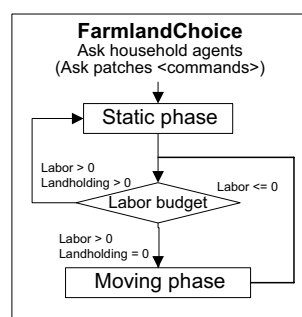 FarmlandChoice
Ask household agents
(Ask patches <commands>)
Static phase
Labor > 0
Landholding > 0
Labor <= 0
Labor budget
Labor > 0
Landholding = 0
Moving phase